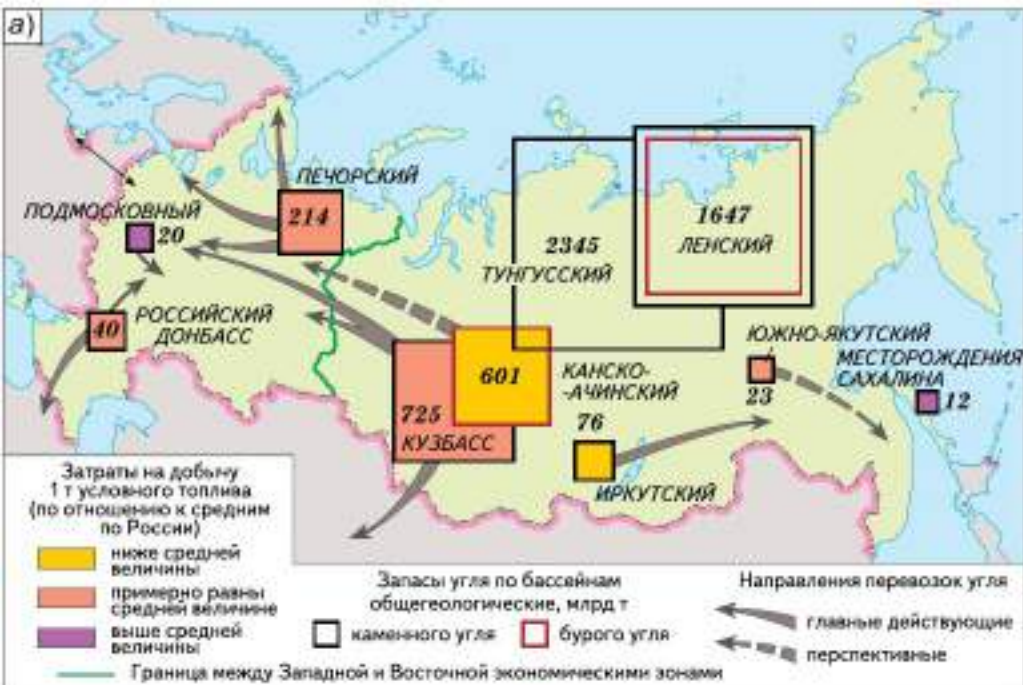 а)
ПЕЧОРСКИЙ
214
ПОДМОСКОВНЫЙ
20
1647
ЛЕНСКИЙ
2345
ТУНГУССКИЙ
40
РОССИЙСКИЙ
ДОНБАСС
ЮЖНО-ЯКУТСКИЙ
МЕСТОРОЖДЕНИЯ
САХАЛИНА
601
КАНСКО-
-АЧИНСКИЙ
23
12
725
КУЗБАСС
76
ИРКУТСКИЙ
Затраты на добычу
1 т условного топлива
(по отношению к средним
по России)
ниже средней
величины
примерно равны
средней величине
выше средней
величины
Запасы угля по бассейнам
общегеологические, млрд т
каменного угля
бурого угля
Направления перевозок угля
главные действующие
перспективные
Граница между Западной и Восточной экономическими зонами